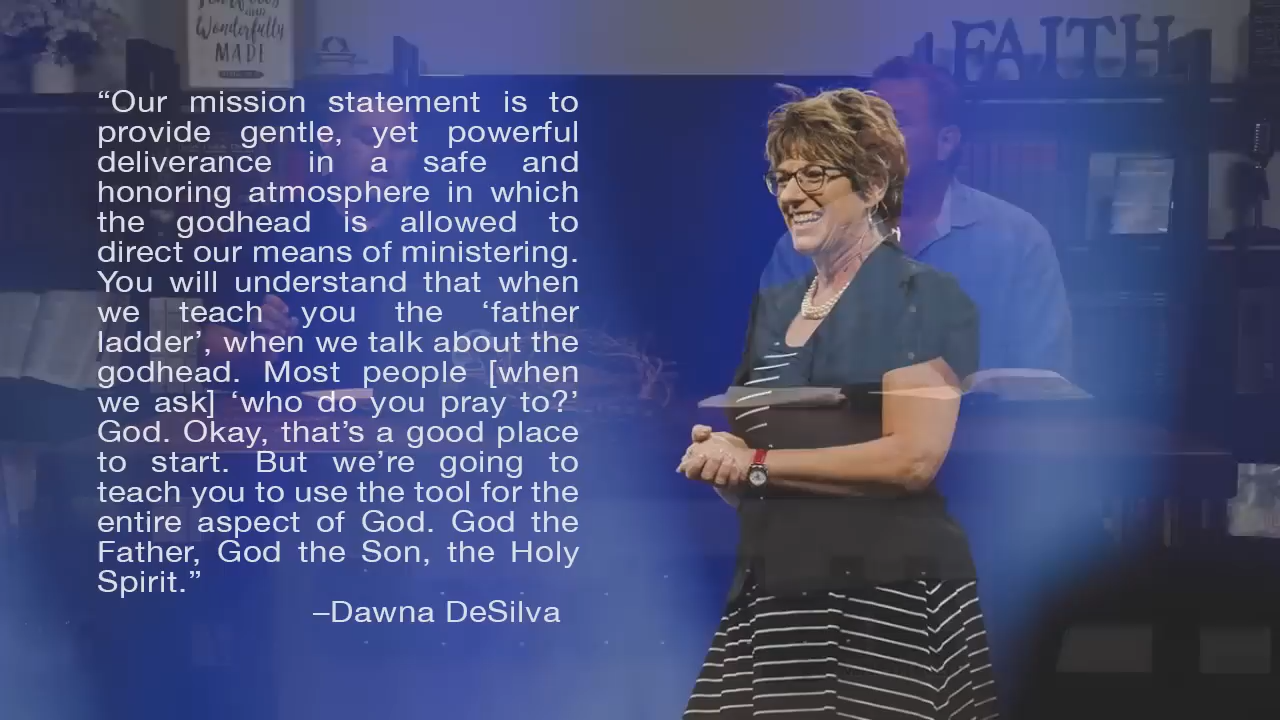 Wonderfully
MADE
FAITH
“Our mission statement is to
provide gentle, yet powerful
deliverance in a safe and
honoring atmosphere in which
the godhead is allowed to
direct our means of ministering.
You will understand that when
we teach you the ‘father
ladder’, when we talk about the
godhead. Most people [when
we ask] ‘who do you pray to?’
God. Okay, that’s a good place
to start. But we’re going to
teach you to use the tool for the
entire aspect of God. God the
Father, God the Son, the Holy
Spirit.”
–Dawna DeSilva